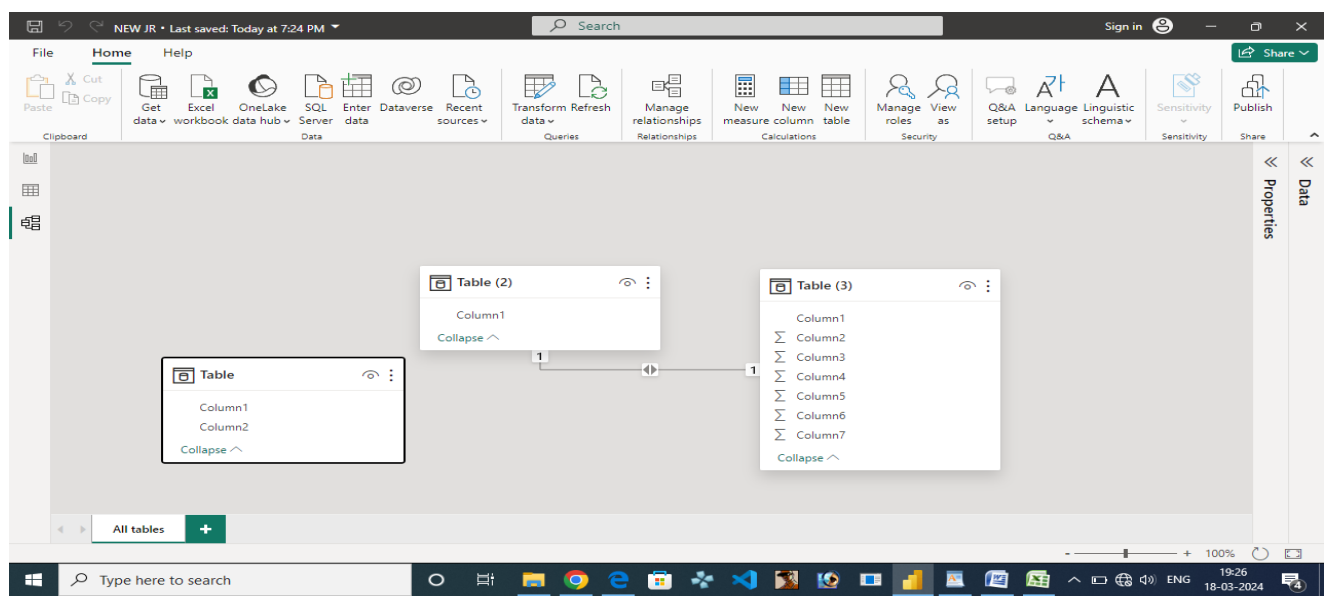 NEW JR • Last saved: Today at 7:24 PM
Search
Sign in
File Home Help
Share
Paste
Cut
Copy
Get data
Excel workbook
OneLake data hub
SQL Server
Enter data
Dataverse
Recent sources
Transform data
Refresh
Manage relationships
New measure
New column
New table
Manage roles
View as
Q&A setup
Language
Linguistic schema
Sensitivity
Publish
Clipboard Data Queries Relationships Calculations Security Q&A Sensitivity Share
Properties
Data
Table (2)
Column1
Collapse
1
1
Table (3)
Column1
Column2
Column3
Column4
Column5
Column6
Column7
Collapse
Table
Column1
Column2
Collapse
All tables
+
- + 100%
Type here to search
ENG
19:26
18-03-2024
4